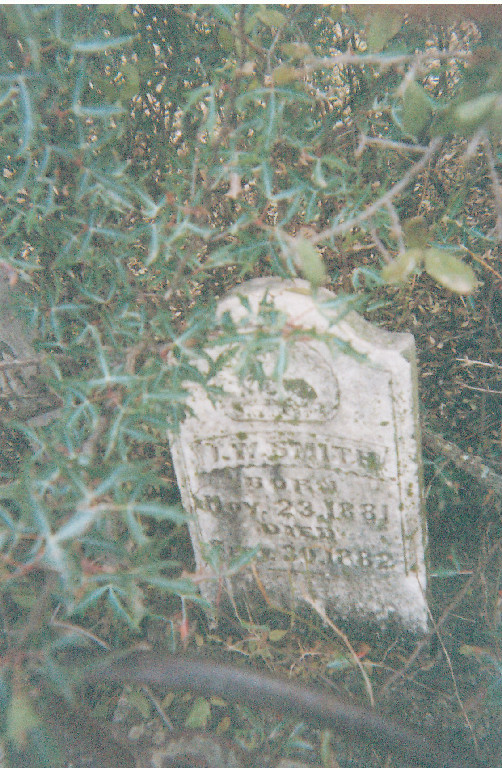 SMITH
BORN
NOV. 23, 1881
DIED
30, 1882